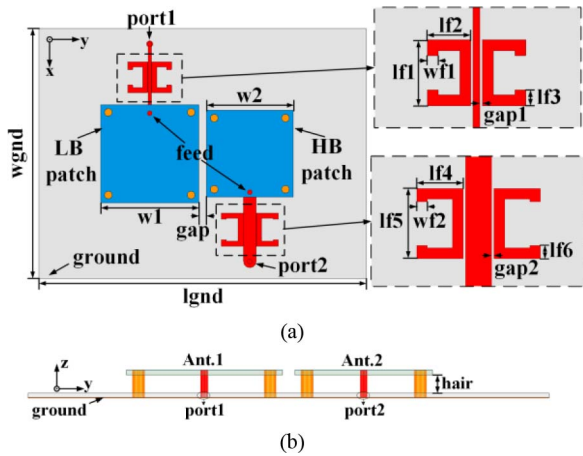 port1
y
x
wgnd
LB
patch
w1
feed
w2
HB
patch
gap
port2
ground
lgnd
lf2
lf1
wf1
lf3
gap1
lf4
lf5
wf2
lf6
gap2
(a)
z
y
ground
Ant.1
Ant.2
hair
port1
port2
(b)